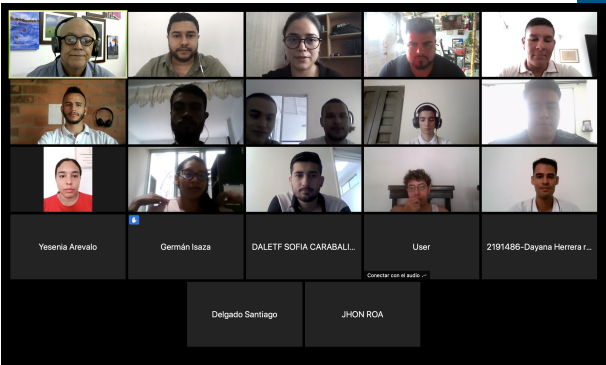 Yesenia Arevalo
Germán Isaza
DALETF SOFIA CARABALI...
User
2191486-Dayana Herrera r...
Conectar con el audio
Delgado Santiago
JHON ROA